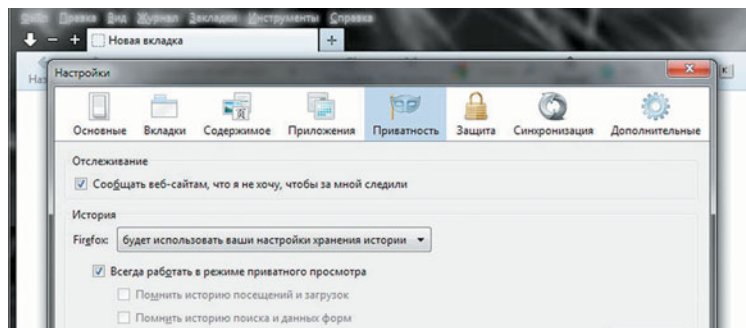 Файл Правка Вид Журнал Закладки Инструменты Справка
Новая вкладка
Наз
Настройки
Основные Вкладки Содержимое Приложения Приватность Защита Синхронизация Дополнительные
Отслеживание
Сообщать веб-сайтам, что я не хочу, чтобы за мной следили
История
Firefox: будет использовать ваши настройки хранения истории
Всегда работать в режиме приватного просмотра
Помнить историю посещений и загрузок
Помнить историю поиска и данных форм